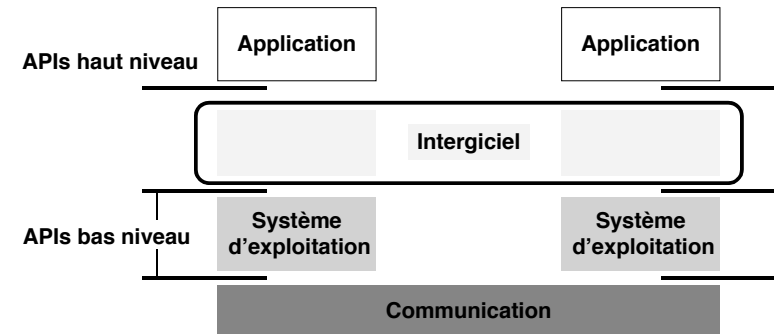 Application
Application
APIs haut niveau
Intergiciel
Système
d’exploitation
Système
d’exploitation
APIs bas niveau
Communication